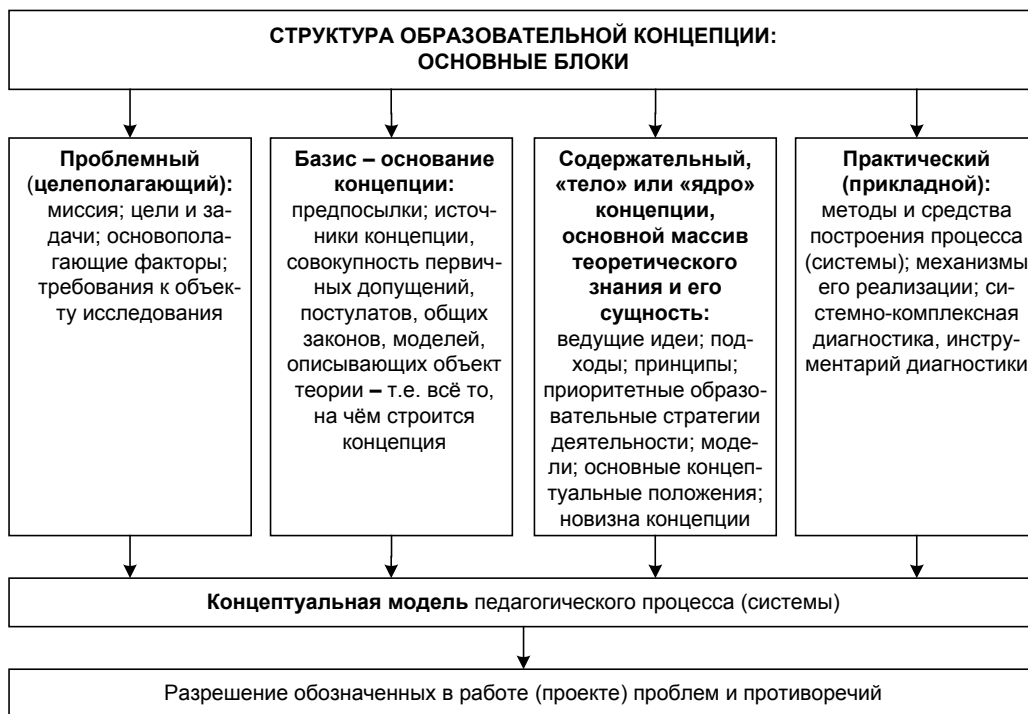 СТРУКТУРА ОБРАЗОВАТЕЛЬНОЙ КОНЦЕПЦИИ:
ОСНОВНЫЕ БЛОКИ
Проблемный
(целеполагающий):
миссия; цели и за-
дачи; основопола-
гающие факторы;
требования к объек-
ту исследования
Базис – основание
концепции:
предпосылки; источ-
ники концепции,
совокупность первич-
ных допущений,
постулатов, общих
законов, моделей,
описывающих объект
теории – т.е. всё то,
на чём строится
концепция
Содержательный,
«тело» или «ядро»
концепции,
основной массив
теоретического
знания и его
сущность:
ведущие идеи; под-
ходы; принципы;
приоритетные образо-
вательные стратегии
деятельности; моде-
ли; основные концеп-
туальные положения;
новизна концепции
Практический
(прикладной):
методы и средства
построения процесса
(системы); механизмы
его реализации; си-
стемно-комплексная
диагностика, инстру-
ментарий диагностики
Концептуальная модель педагогического процесса (системы)
Разрешение обозначенных в работе (проекте) проблем и противоречий